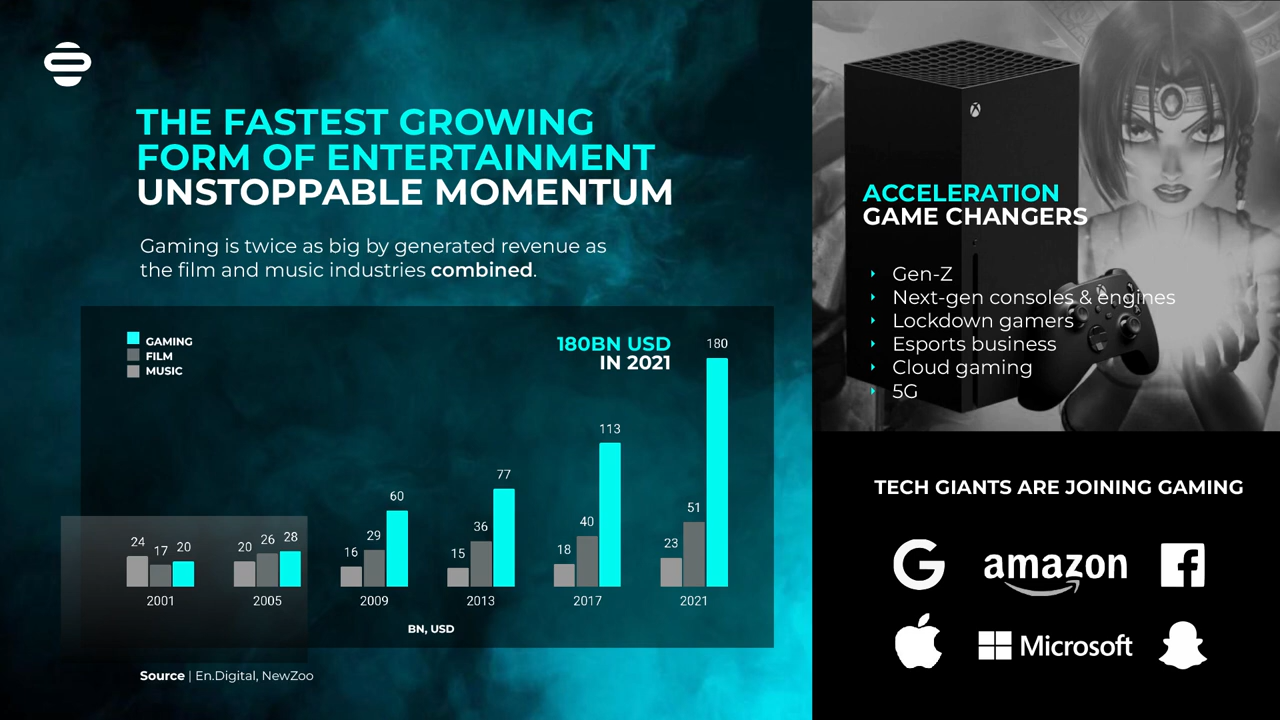 THE FASTEST GROWING
FORM OF ENTERTAINMENT
UNSTOPPABLE MOMENTUM
Gaming is twice as big by generated revenue as
the film and music industries combined.
GAMING
FILM
MUSIC
180BN USD
IN 2021
24 17 20
20 26 28
16 29 60
15 36 77
18 40 113
23 51 180
2001 2005 2009 2013 2017 2021
BN, USD
Source | En.Digital, NewZoo
ACCELERATION
GAME CHANGERS
Gen-Z
Next-gen consoles & engines
Lockdown gamers
Esports business
Cloud gaming
5G
TECH GIANTS ARE JOINING GAMING
G amazon f
Microsoft